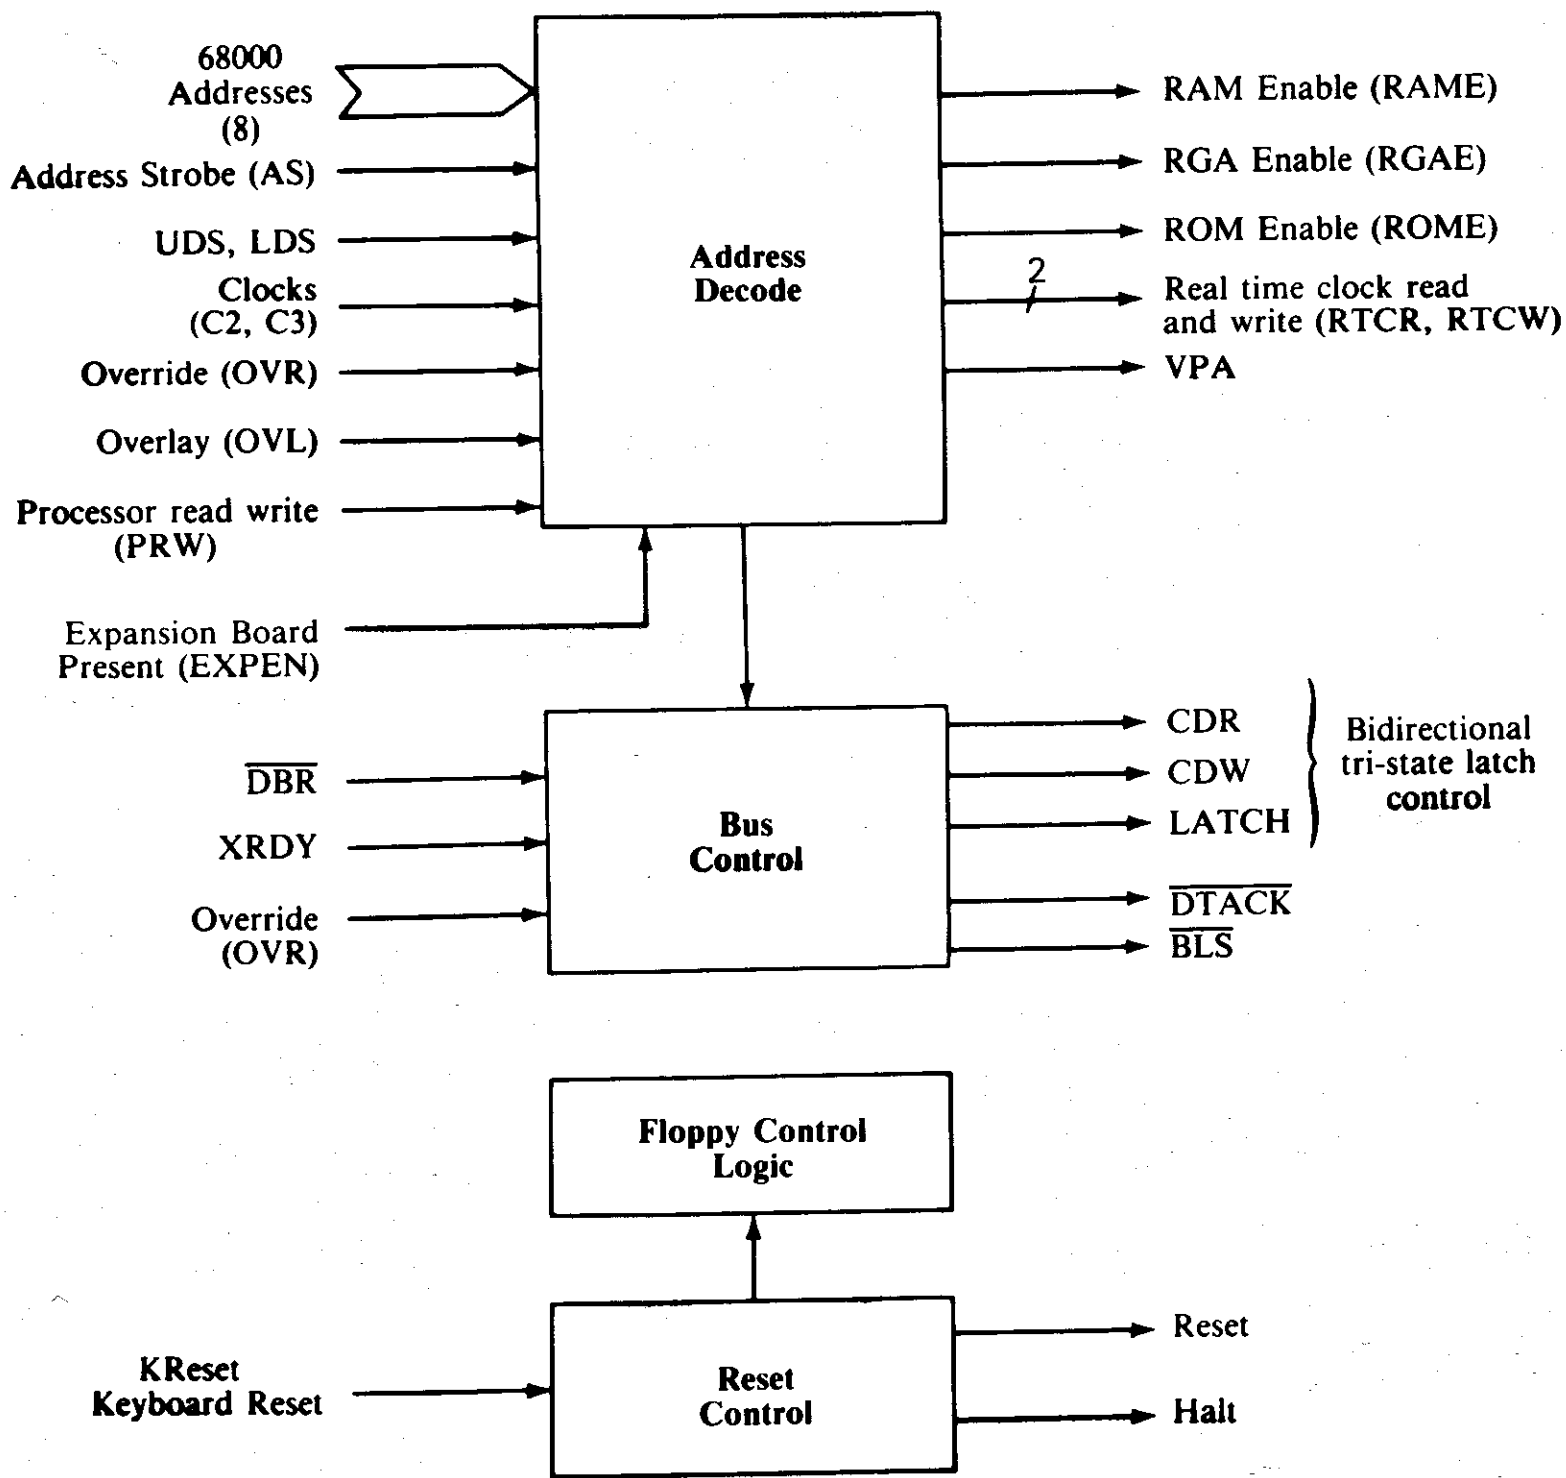 68000
Addresses
(8)
Address Strobe (AS)
UDS, LDS
Clocks
(C2, C3)
Override (OVR)
Overlay (OVL)
Processor read write
(PRW)
Expansion Board
Present (EXPEN)
Address
Decode
RAM Enable (RAME)
RGA Enable (RGAE)
ROM Enable (ROME)
2
Real time clock read
and write (RTCR, RTCW)
VPA
D̅B̅R̅
XRDY
Override
(OVR)
Bus
Control
CDR
CDW
LATCH
Bidirectional
tri-state latch
control
D̅T̅A̅C̅K̅
B̅L̅S̅
Floppy Control
Logic
KReset
Keyboard Reset
Reset
Control
Reset
Halt